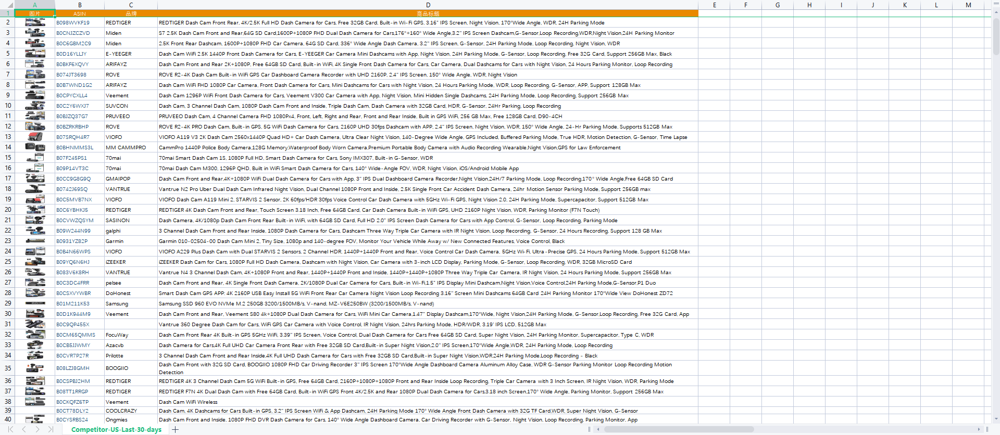 A B C D E F G H I J K L M
1 图片 ASIN 品牌 商品标题
2 B098WVKF19 REDTIGER REDTIGER Dash Cam Front Rear, 4K/2.5K Full HD Dash Camera for Cars, Free 32GB Card, Built-in Wi-Fi GPS, 3.16" IPS Screen, Night Vision, 170°Wide Angle, WDR, 24H Parking Mode
3 B0CNJZCZVD Miden S7 2.5K Dash Cam Front and Rear,64G SD Card,1600P+1080P FHD Dual Dash Camera for Cars,176°+160° Wide Angle,3.2" IPS Screen Dashcam,G-Sensor,Loop Recording,WDR,Night Vision,24H Parking Monitor
4 B0C6GBM2C9 Miden 2.5K Front Rear Dashcam, 1600P+1080P FHD Car Camera, 64G SD Card, 336° Wide Angle Dash Camera, 3.2" IPS Screen, G-Sensor, 24H Parking Mode, Loop Recording, Night Vision, WDR
5 B0D16YLLJY E-YEEGER Dash Cam WiFi 2.5K 1440P Front Dash Camera for Cars, E-YEEGER Car Camera Mini Dashcams with App, Night Vision, 24H Parking Mode, G-Sensor, Loop Recording, Free 32G Card, Support 256GB Max, Black
6 B0BKF6XQVY ARIFAYZ Dash Cam Front and Rear 2K+1080P, Free 64GB SD Card, Built-in WiFi, 4K Single Front Dash Camera for Cars, Car Camera, Dual Dashcams for Cars with Night Vision, 24 Hours Parking Monitor, Loop Recording
7 B074JT3698 ROVE ROVE R2-4K Dash Cam Built-in WiFi GPS Car Dashboard Camera Recorder with UHD 2160P, 2.4" IPS Screen, 150° Wide Angle, WDR, Night Vision
8 B0B7WND1G2 ARIFAYZ Dash Cam WiFi FHD 1080P Car Camera, Front Dash Camera for Cars, Mini Dashcams for Cars with Night Vision, 24 Hours Parking Mode, WDR, Loop Recording, G-Sensor, APP, Support 128GB Max
9 B0CPYCXLL4 Veement Dash Cam 1296P WiFi Front Dash Camera for Cars, Veement V300 Car Camera with App, Night Vision, Mini Hidden Single Dashcams, 24H Parking Mode, Loop Recording, Support 256GB Max
10 B0C2Y6WXJ7 SUVCON Dash Cam, 3 Channel Dash Cam, 1080P Dash Cam Front and Inside, Triple Dash Cam, Dash Camera with 32GB Card, HDR, G-Sensor, 24Hr Parking, Loop Recording
11 B0BJZQ37G7 PRUVEEO PRUVEEO Dash Cam, 4 Channel Camera FHD 1080Px4, Front, Left, Right and Rear, Front and Rear Inside, Built in GPS WiFi, 256 GB Max, Free 128GB Card, D90-4CH
12 B0BZRKRBHP ROVE ROVE R2-4K PRO Dash Cam, Built-in GPS, 5G WiFi Dash Camera for Cars, 2160P UHD 30fps Dashcam with APP, 2.4" IPS Screen, Night Vision, WDR, 150° Wide Angle, 24-Hr Parking Mode, Supports 512GB Max
13 B07SRQH4R7 VIOFO VIOFO A119 V3 2K Dash Cam 2560x1440P Quad HD+ Car Dash Camera, Ultra Clear Night Vision, 140-Degree Wide Angle, GPS Included, Buffered Parking Mode, True HDR, Motion Detection, G-Sensor, Time Lapse
14 B0BHNMMS3L MM CAMMPRO CammPro 1440P Police Body Camera,128G Memory,Waterproof Body Worn Camera,Premium Portable Body Camera with Audio Recording Wearable,Night Vision,GPS for Law Enforcement
15 B07F245PS1 70mai 70mai Smart Dash Cam 1S, 1080P Full HD, Smart Dash Camera for Cars, Sony IMX307, Built-in G-Sensor, WDR
16 B09P14VT3C 70mai 70mai Dash Cam M300, 1296P QHD, Built in WiFi Smart Dash Camera for Cars, 140° Wide-Angle FOV, WDR, Night Vision, iOS/Android Mobile App
17 B0CC9G8G9Q GMAIPOP Dash Cam Front and Rear,4K+1080P WiFi Dual Dash Camera for Cars with App, 3" IPS Dual Dashboard Camera Recorder,Night Vision,24H/7 Parking Mode, Loop Recording,170° Wide Angle,Free 64GB SD Card
18 B0742J69SQ VANTRUE Vantrue N2 Pro Uber Dual Dash Cam Infrared Night Vision, Dual Channel 1080P Front and Inside, 2.5K Single Front Car Accident Dash Camera, 24hr Motion Sensor Parking Mode, Support 256GB max
19 B0C5MVB7NX VIOFO VIOFO Dash Cam A119 Mini 2, STARVIS 2 Sensor, 2K 60fps/HDR 30fps Voice Control Car Dash Camera with 5GHz Wi-Fi GPS, Night Vision 2.0, 24H Parking Mode, Supercapacitor, Support 512GB Max
20 B0C6YBHKJ5 REDTIGER REDTIGER 4K Dash Cam Front and Rear, Touch Screen 3.18 Inch, Free 64GB Card, Car Dash Camera Built-in WiFi GPS, UHD 2160P Night Vision, WDR, Parking Monitor (F7N Touch)
21 B0CVWZQSYM SASINON Dash Camera, 4K/1080p Dash Cam Front Rear Built-in WiFi, with 64GB SD Card, Full HD 2.0" IPS Screen Dash Camera for Cars with App Control, G-Sensor, Loop Recording, Parking Mode
22 B09W244N99 galphi 3 Channel Dash Cam Front and Rear Inside, 1080P Dash Camera for Cars, Dashcam Three Way Triple Car Camera with IR Night Vision, Loop Recording, G-Sensor, 24 Hours Recording, Support 128 GB Max
23 B0931YZ82P Garmin Garmin 010-02504-00 Dash Cam Mini 2, Tiny Size, 1080p and 140-degree FOV, Monitor Your Vehicle While Away w/ New Connected Features, Voice Control, Black
24 B0B4N66WPS VIOFO VIOFO A229 Plus Dash Cam with Dual STARVIS 2 Sensors, 2 Channel HDR, 1440P+1440P Front and Rear, Voice Control Car Dash Camera, 5GHz Wi-Fi, Ultra-Precise GPS, 24 Hours Parking Mode, Support 512GB Max
25 B09YQ6N6HJ iZEEKER iZEEKER Dash Cam for Cars, 1080P Full HD Dash Camera, Dashcam with Night Vision, Car Camera with 3-inch LCD Display, Parking Mode, G-Sensor, Loop Recording, WDR, 32GB MicroSD Card
26 B083V6K8RH VANTRUE Vantrue N4 3 Channel Dash Cam, 4K+1080P Front and Rear, 1440P+1440P Front and Inside, 1440P+1440P+1080P Three Way Triple Car Camera, IR Night Vision, 24 Hours Parking Mode, Support 256GB Max
27 B0C3DC4FRR pelsee Dash Cam Front and Rear, 4K Single Front Dash Camera, 2K/1080P Dual Car Camera for Cars, Built-in Wi-Fi,1.5" IPS Display Mini Dashcam,Night Vision,Voice Control,24H Parking Mode,G-Sensor,P1 Duo
28 B0CSXVYWBR DoHonest Smart Dash Cam GPS APP: 4K 2160P USB Easy Install 5G WiFi Front Rear Car Camera Night Vision Loop Recording 3.16" Screen Mini Dashcams 64GB Card 24H Parking Monitor 170°Wide View DoHonest ZD72
29 B01M211K53 Samsung Samsung SSD 960 EVO NVMe M.2 250GB 3200/1500MB/s, V-nand, MZ-V6E250BW (3200/1500MB/s, V-nand)
30 B0D1K944M9 Veement Dash Cam Front and Rear, Veement S80 4k+1080P Dual Dash Camera for Cars, WiFi Mini Car Camera,1.47" Display Dashcam,170°Wide, Night Vision,24H Parking Mode, G-Sensor,Loop Recording, Free 32G Card, App
31 B0C9QP455X Vantrue 360 Degree Dash Cam for Cars, WiFi GPS Car Camera with Voice Control, IR Night Vision, 24hrs Parking Mode, HDR/WDR, 3.19' IPS LCD, 512GB Max
32 B0CM65QMMS FocuWay Dash Cam Front Rear 4K Built-in GPS 5GHz WiFi, 3.39" IPS Screen, Voice Control, Dual Dash Camera for Cars Free 64GB SD Card, Super Night Vision, 24H Parking Monitor, Supercapacitor, Type C, WDR
33 B0CB5JJWMY Azacvb Dash Camera for Cars,4K Full UHD Car Camera Front Rear with Free 32GB SD Card,Built-in Super Night Vision,2.0" IPS Screen,170°Wide Angle,WDR, 24H Parking Mode, Loop Recording
34 B0CVR7P27R Prilotte 3 Channel Dash Cam Front and Rear Inside,4K Full UHD Dash Camera for Cars with Free 32GB SD Card,Built-in Super Night Vision,WDR,24H Parking Mode,Loop Recording - Black
35 B08LZJ8GMH BOOGIIO Dash Cam Front with 32G SD Card, BOOGIIO 1080P FHD Car Driving Recorder 3" IPS Screen 170°Wide Angle Dashboard Camera Aluminum Alloy Case, WDR G-Sensor Parking Monitor Loop Recording Motion
Detection
36 B0CSPBJ2HM REDTIGER REDTIGER 4K 3 Channel Dash Cam 5G WiFi Built-in GPS, Free 64GB Card, 2160P+1080P+1080P Front and Rear Inside Loop Recording, Triple Car Camera with 3 Inch Screen, IR Night Vision, WDR, Parking Mode
37 B08TT1RRGP REDTIGER REDTIGER F7N 4K Dual Dash Cam with Free 64GB Card, Built-in WiFi GPS Front 4K/2.5K and Rear 1080P Dual Dash Camera for Cars,3.18 inch Screen,170° Wide Angle, Parking Monitor, Support 256GB Max
38 B0CKQFZ6TP Veement Dash Cam WiFi Wireless
39 B0CT78DLY2 COOLCRAZY Dash Cam, 4K Dashcams for Cars Built-in GPS, 3.2" IPS Screen WiFi & App Dashcam, 24H Parking Mode 170° Wide Angle Front Dash Camera with 32G TF Card,WDR, Super Night Vision, G-Sensor
40 B0CYSRBS24 Ongmies Dash Cam Front and Inside, 1080P FHD DVR Dash Camera for Cars, 140° Wide Angle Dashboard Camera, Car Driving Recorder with G-Sensor, Night Vision, Loop Recording, Parking Monitor, App
Competitor-US-Last-30-days